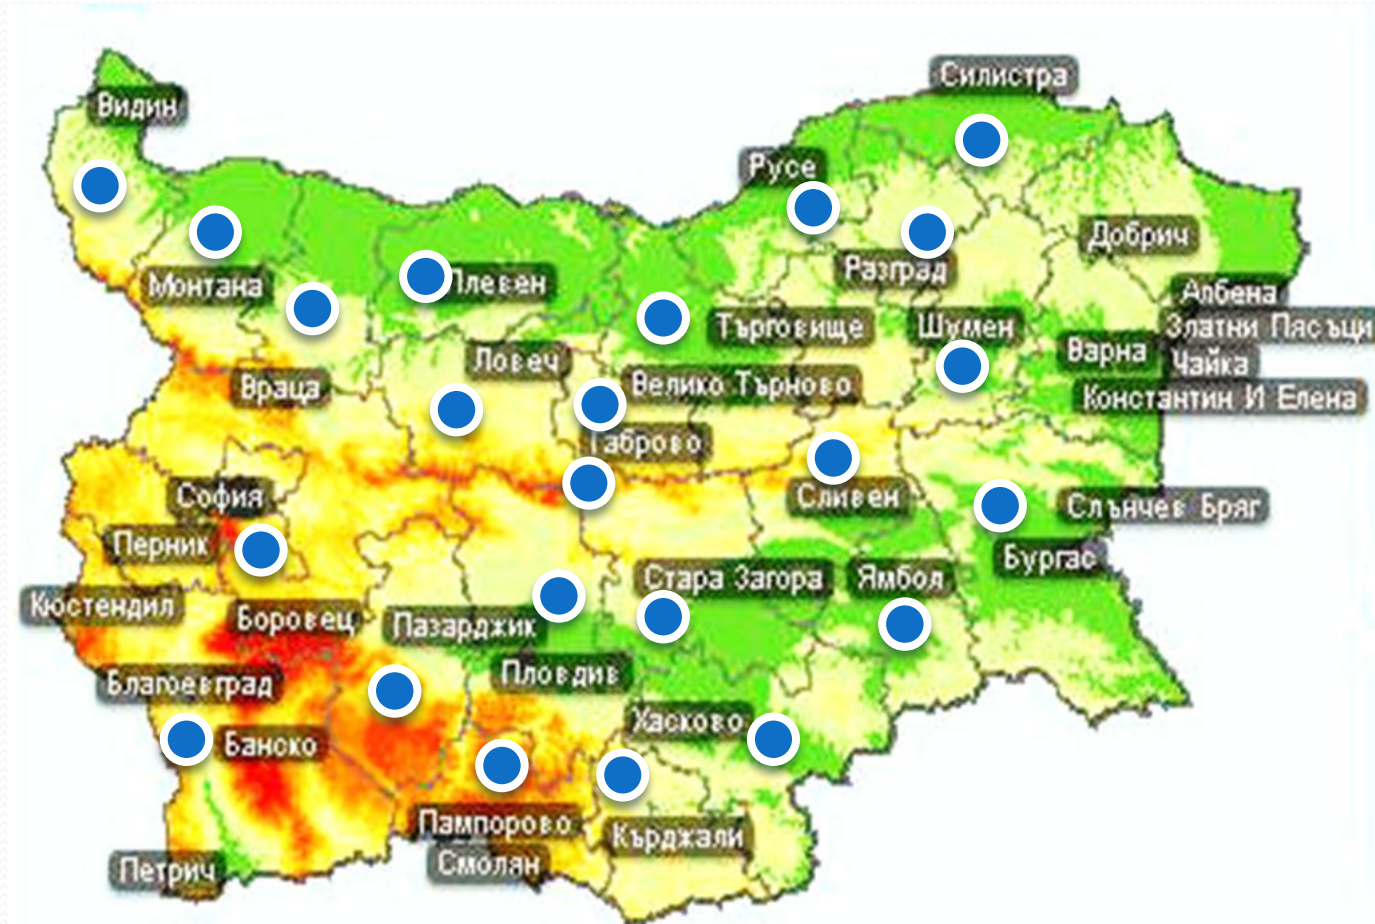 Силистра
Видин
Русе
Добрич
Разград
Монтана
Плевен
Албена
Търговище
Шумен
Златни Пясъци
Варна
Чайка
Ловеч
Враца
Велико Търново
Константин И Елена
Габрово
София
Сливен
Слънчев Бряг
Перник
Бургас
Стара Загора
Ямбол
Кюстендил
Боровец
Пазарджик
Благоевград
Пловдив
Хасково
Банско
Пампорово
Кърджали
Петрич
Смолян